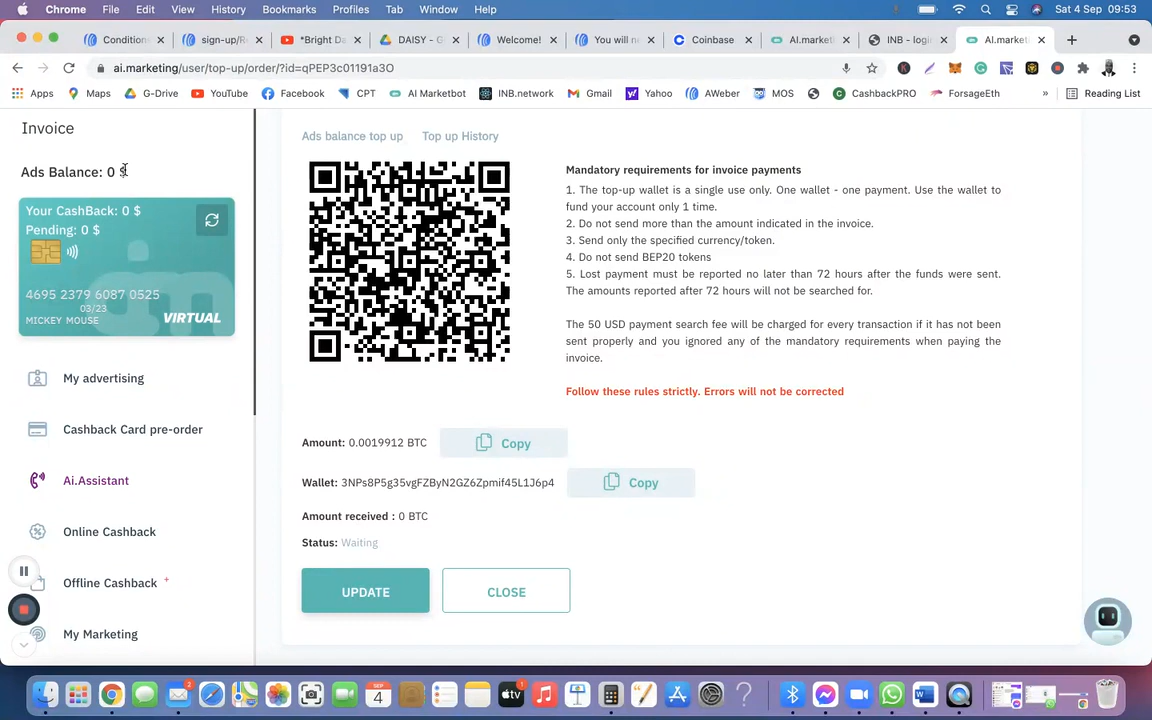 Chrome File Edit View History Bookmarks Profiles Tab Window Help Sat 4 Sep 09:53
Condition sign-up/R *Bright Da DAISY - G Welcome! You will n Coinbase AI.market INB - login AI.market
ai.marketing/user/top-up/order/?id=qPEP3c01191a3O
Apps Maps G-Drive YouTube Facebook CPT AI Marketbot INB.network Gmail Yahoo AWeber MOS CashbackPRO ForsageEth » Reading List
Invoice
Ads Balance: 0 $
Your CashBack: 0 $
Pending: 0 $
4695 2379 6087 0525
03/23
MICKEY MOUSE
VIRTUAL
My advertising
Cashback Card pre-order
Ai.Assistant
Online Cashback
Offline Cashback +
My Marketing
Ads balance top up Top up History
Mandatory requirements for invoice payments
1. The top-up wallet is a single use only. One wallet - one payment. Use the wallet to
fund your account only 1 time.
2. Do not send more than the amount indicated in the invoice.
3. Send only the specified currency/token.
4. Do not send BEP20 tokens
5. Lost payment must be reported no later than 72 hours after the funds were sent.
The amounts reported after 72 hours will not be searched for.
The 50 USD payment search fee will be charged for every transaction if it has not been
sent properly and you ignored any of the mandatory requirements when paying the
invoice.
Follow these rules strictly. Errors will not be corrected
Amount: 0.0019912 BTC Copy
Wallet: 3NPs8P5g35vgFZByN2GZ6Zpmif45L1J6p4 Copy
Amount received : 0 BTC
Status: Waiting
UPDATE CLOSE
SEP
4
2
tv
1